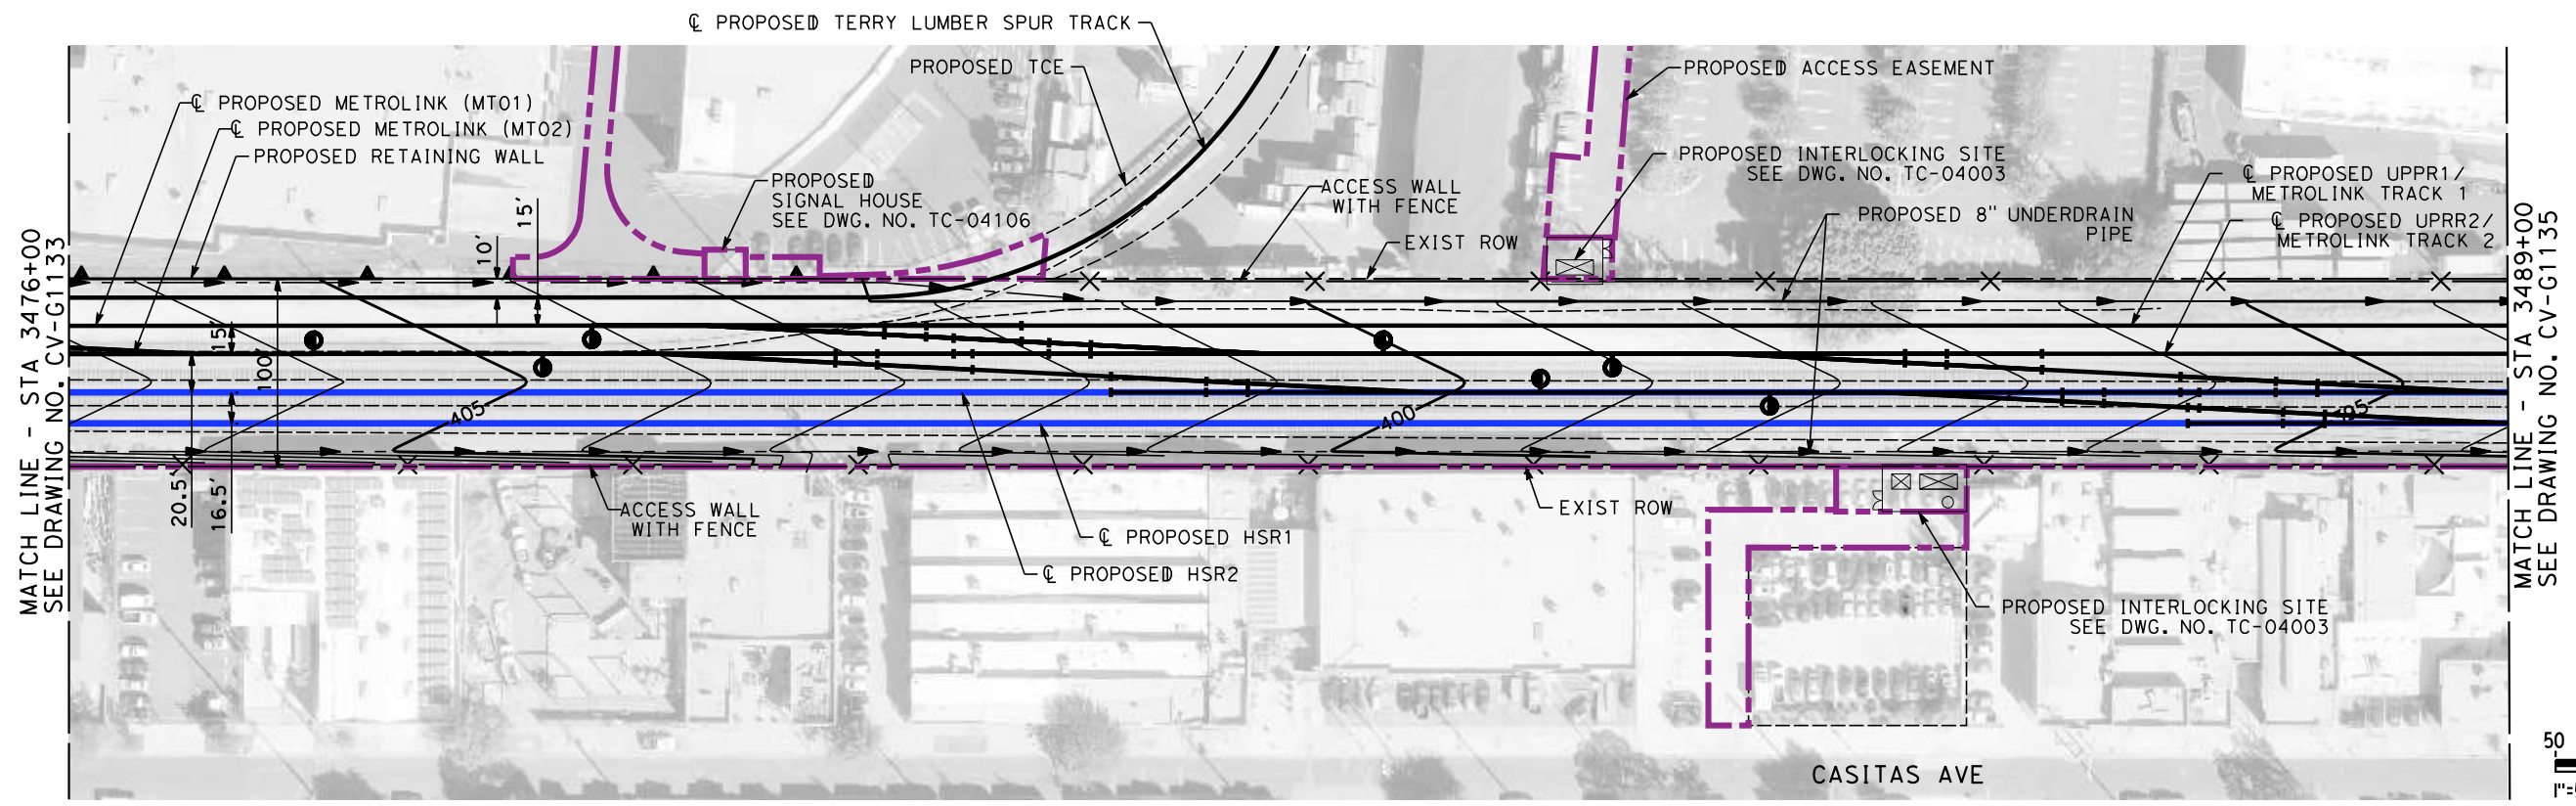 ℄ PROPOSED TERRY LUMBER SPUR TRACK
PROPOSED TCE
PROPOSED ACCESS EASEMENT
℄ PROPOSED METROLINK (MT01)
℄ PROPOSED METROLINK (MT02)
PROPOSED RETAINING WALL
PROPOSED
SIGNAL HOUSE
SEE DWG. NO. TC-04106
ACCESS WALL
WITH FENCE
EXIST ROW
PROPOSED INTERLOCKING SITE
SEE DWG. NO. TC-04003
PROPOSED 8" UNDERDRAIN
PIPE
℄ PROPOSED UPPR1/
METROLINK TRACK 1
℄ PROPOSED UPRR2/
METROLINK TRACK 2
MATCH LINE - STA 3476+00
SEE DRAWING NO. CV-G1133
10'
15'
15'
100'
20.5'
16.5'
405
400
395
ACCESS WALL
WITH FENCE
℄ PROPOSED HSR1
℄ PROPOSED HSR2
EXIST ROW
PROPOSED INTERLOCKING SITE
SEE DWG. NO. TC-04003
CASITAS AVE
MATCH LINE - STA 3489+00
SEE DRAWING NO. CV-G1135
50